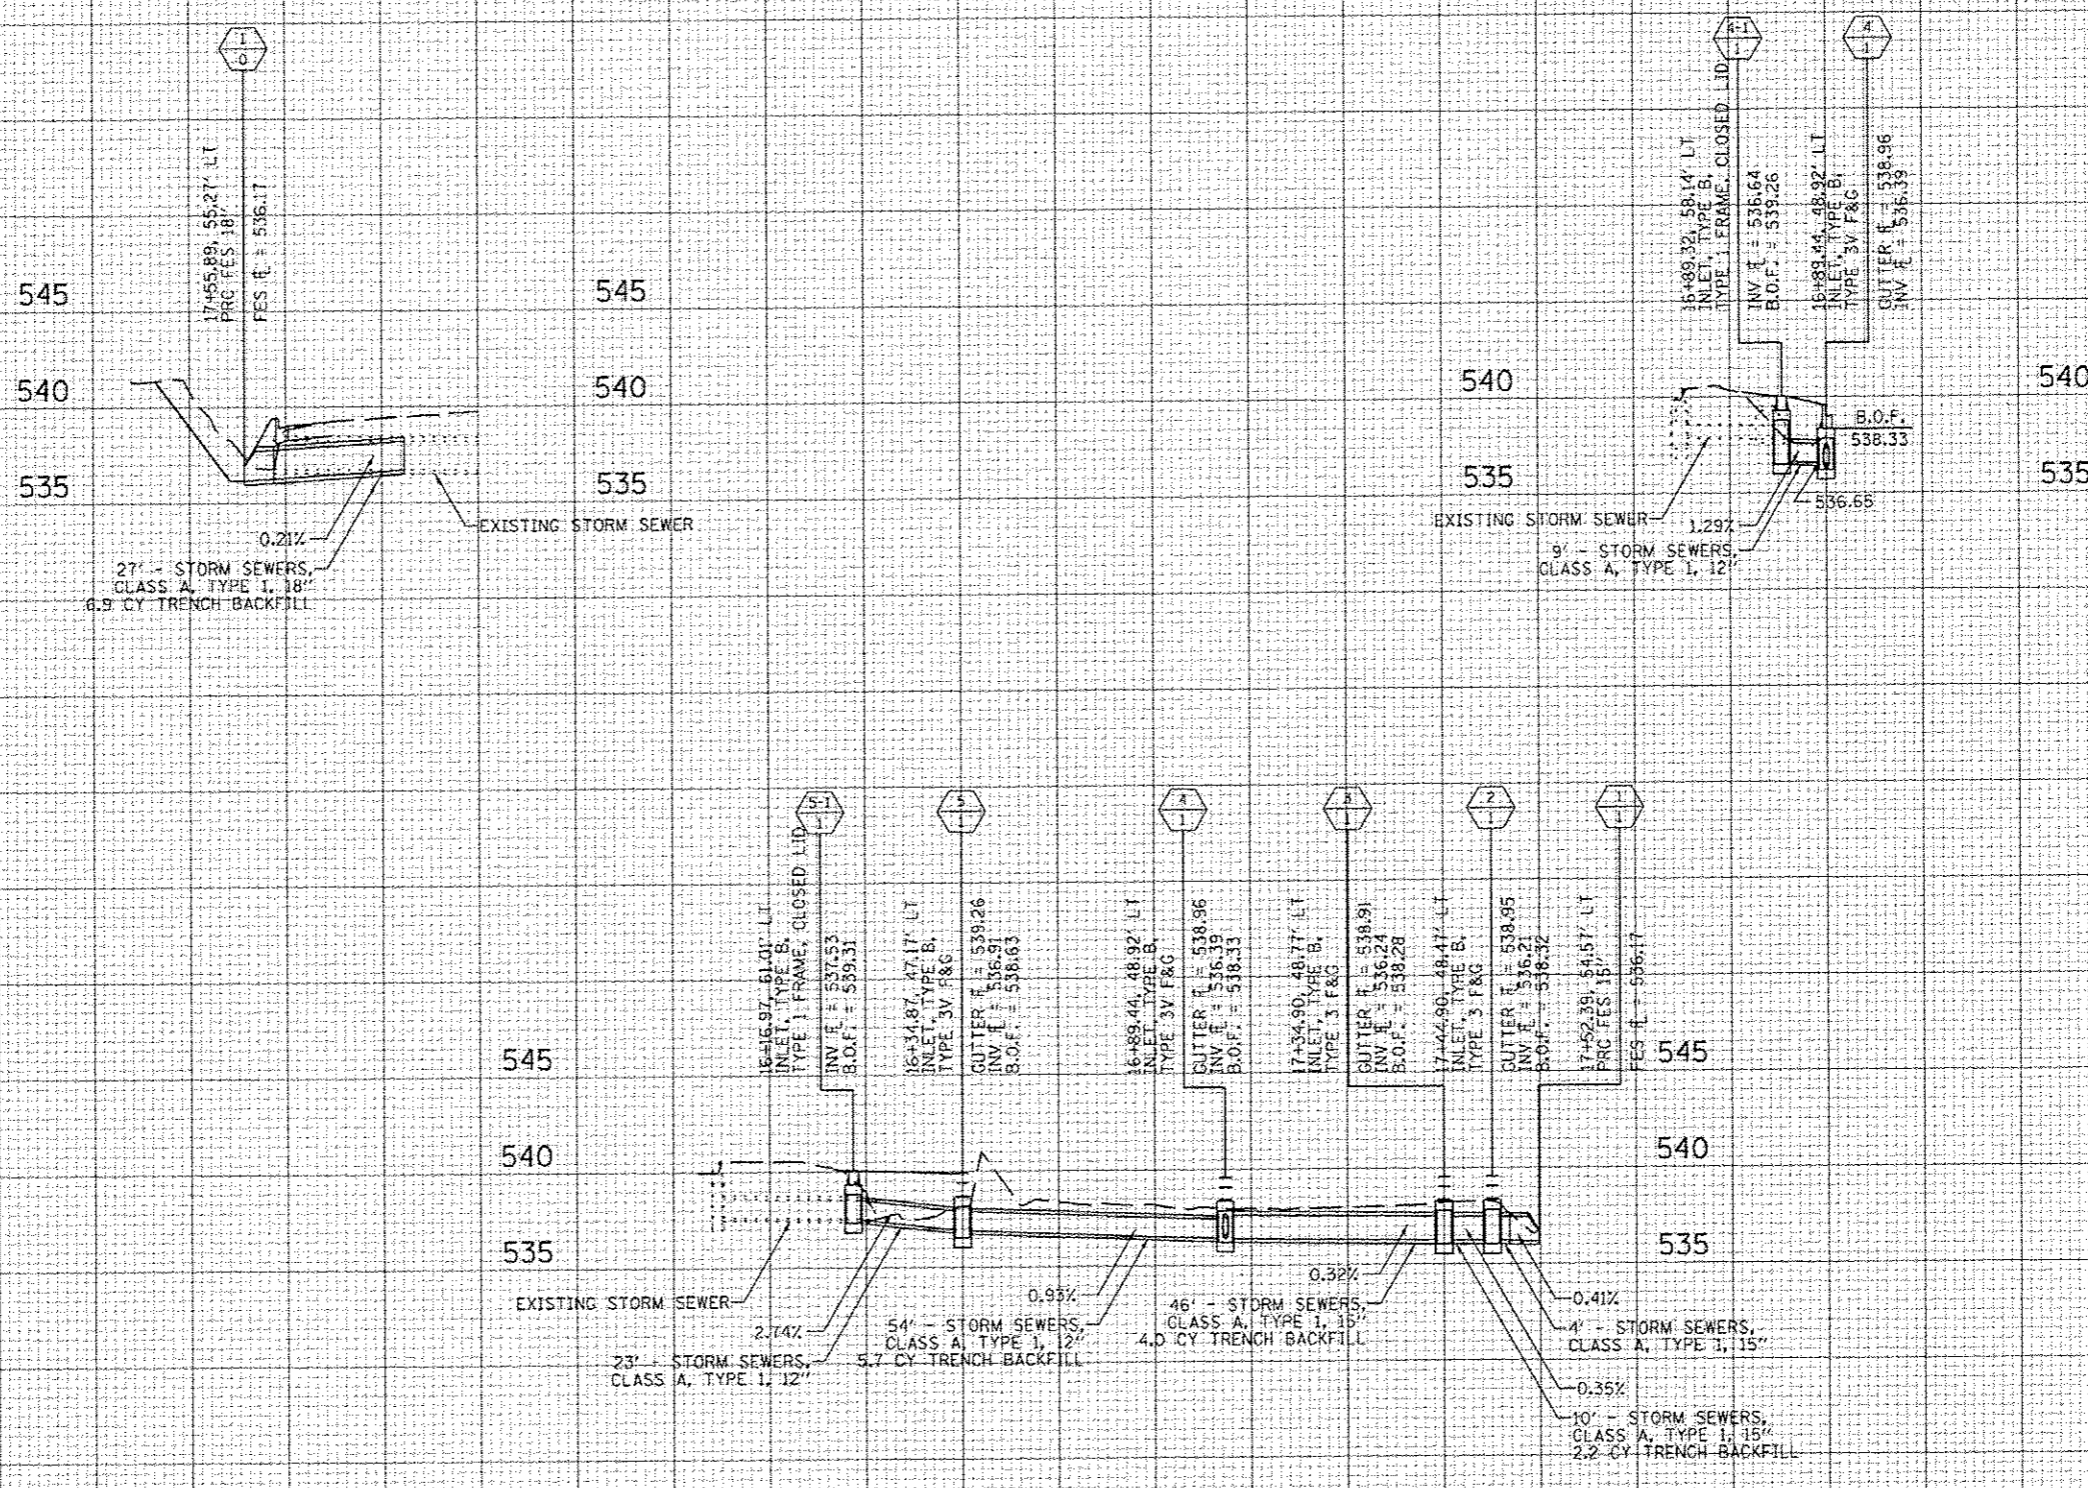 1
0
17+55.89, 55.27' LT
PRC FES 18"
FES FL = 536.17
545
540
535
0.21%
27' - STORM SEWERS,
CLASS A, TYPE 1, 18"
6.9 CY TRENCH BACKFILL
EXISTING STORM SEWER
545
540
535
4-1
1
4
1
16+89.32, 58.14' LT
INLET, TYPE B,
TYPE 1 FRAME, CLOSED LID
INV FL = 536.64
B.O.F. = 539.26
16+89.44, 48.92' LT
INLET, TYPE B,
TYPE 3V F&G
GUTTER FL = 538.96
INV FL = 536.39
540
535
540
535
B.O.F.
538.33
536.65
EXISTING STORM SEWER
1.29%
9' - STORM SEWERS,
CLASS A, TYPE 1, 12"
5-1
1
5
1
4
1
3
1
2
1
1
1
16+16.97, 61.01' LT
INLET, TYPE B,
TYPE 1 FRAME, CLOSED LID
INV FL = 537.53
B.O.F. = 539.31
16+34.87, 47.17' LT
INLET, TYPE B,
TYPE 3V F&G
GUTTER FL = 539.26
INV FL = 536.91
B.O.F. = 538.63
16+89.44, 48.92' LT
INLET, TYPE B,
TYPE 3V F&G
GUTTER FL = 538.96
INV FL = 536.39
B.O.F. = 538.33
17+34.90, 48.77' LT
INLET, TYPE B,
TYPE 3 F&G
GUTTER FL = 538.91
INV FL = 536.24
B.O.F. = 538.28
17+44.90, 48.47' LT
INLET, TYPE B,
TYPE 3 F&G
GUTTER FL = 538.95
INV FL = 536.21
B.O.F. = 538.32
17+52.39, 54.57' LT
PRC FES 15"
FES FL = 536.17
545
540
535
545
540
535
EXISTING STORM SEWER
2.74%
23' - STORM SEWERS,
CLASS A, TYPE 1, 12"
0.93%
54' - STORM SEWERS,
CLASS A, TYPE 1, 12"
5.7 CY TRENCH BACKFILL
0.32%
46' - STORM SEWERS,
CLASS A, TYPE 1, 15"
4.0 CY TRENCH BACKFILL
0.41%
4' - STORM SEWERS,
CLASS A, TYPE 1, 15"
0.35%
10' - STORM SEWERS,
CLASS A, TYPE 1, 15"
2.2 CY TRENCH BACKFILL